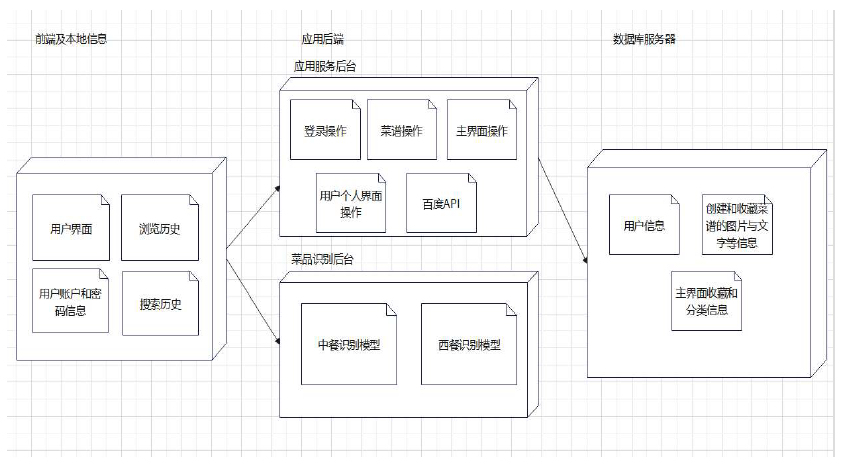 前端及本地信息
应用后端
数据库服务器
应用服务后台
登录操作
菜谱操作
主界面操作
用户个人界面
操作
百度API
用户界面
浏览历史
用户账户和密
码信息
搜索历史
菜品识别后台
中餐识别模型
西餐识别模型
用户信息
创建和收藏菜
谱的图片与文
字等信息
主界面收藏和
分类信息